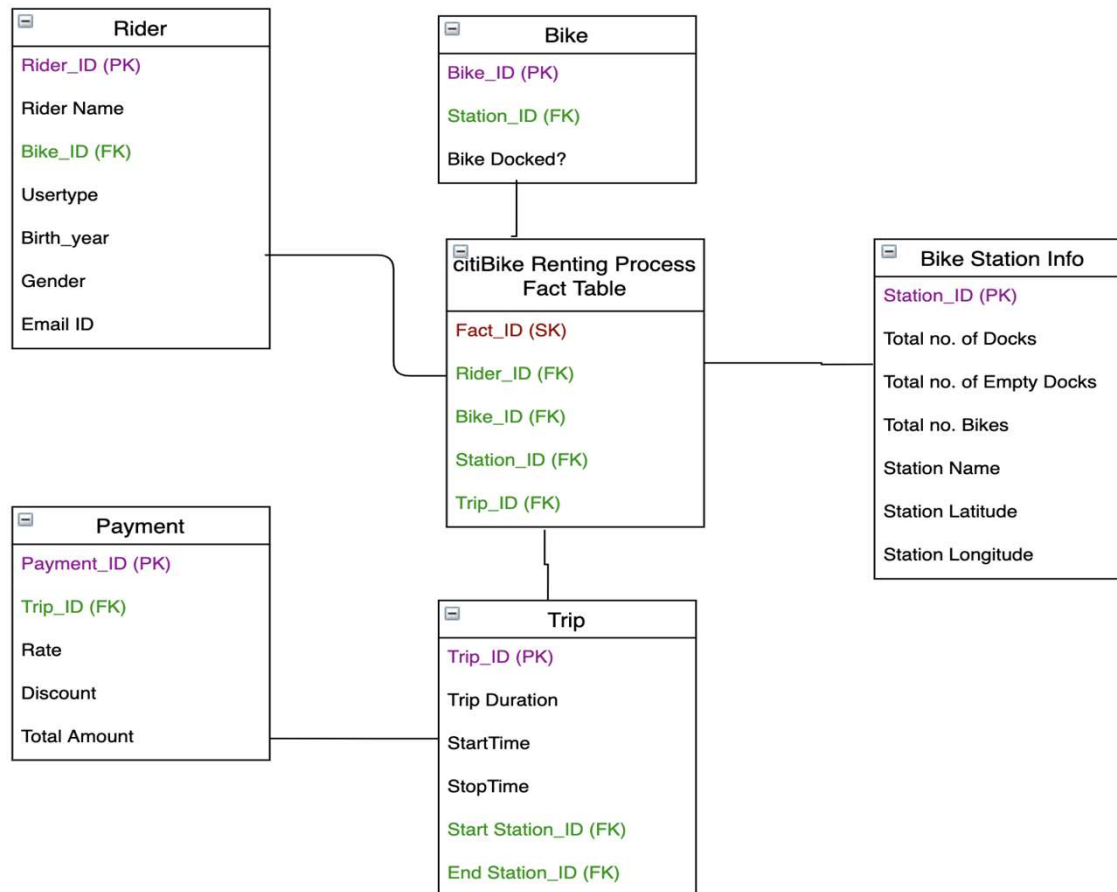 Rider
Rider_ID (PK)
Rider Name
Bike_ID (FK)
Usertype
Birth_year
Gender
Email ID
Bike
Bike_ID (PK)
Station_ID (FK)
Bike Docked?
citiBike Renting Process
Fact Table
Fact_ID (SK)
Rider_ID (FK)
Bike_ID (FK)
Station_ID (FK)
Trip_ID (FK)
Bike Station Info
Station_ID (PK)
Total no. of Docks
Total no. of Empty Docks
Total no. Bikes
Station Name
Station Latitude
Station Longitude
Payment
Payment_ID (PK)
Trip_ID (FK)
Rate
Discount
Total Amount
Trip
Trip_ID (PK)
Trip Duration
StartTime
StopTime
Start Station_ID (FK)
End Station_ID (FK)